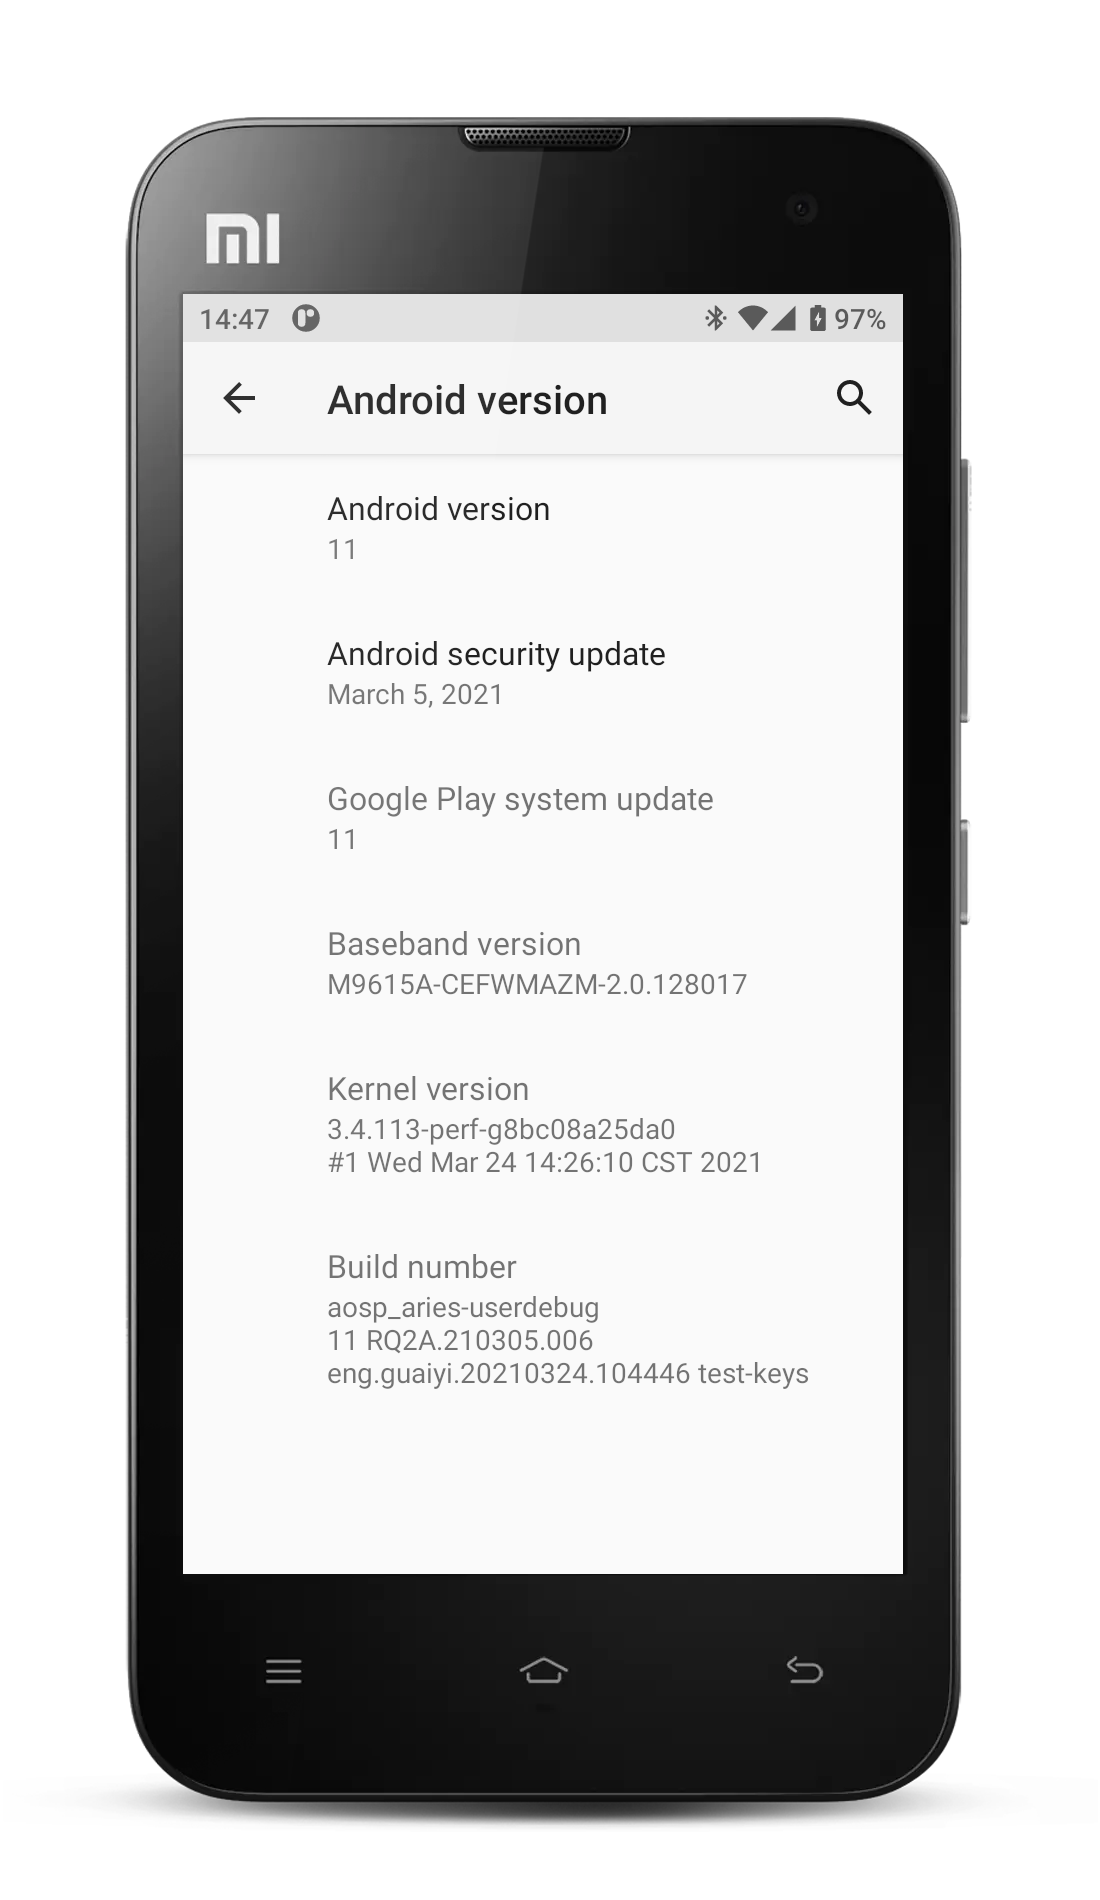 MI
14:47
97%
Android version
Android version
11
Android security update
March 5, 2021
Google Play system update
11
Baseband version
M9615A-CEFWMAZM-2.0.128017
Kernel version
3.4.113-perf-g8bc08a25da0
#1 Wed Mar 24 14:26:10 CST 2021
Build number
aosp_aries-userdebug
11 RQ2A.210305.006
eng.guaiyi.20210324.104446 test-keys